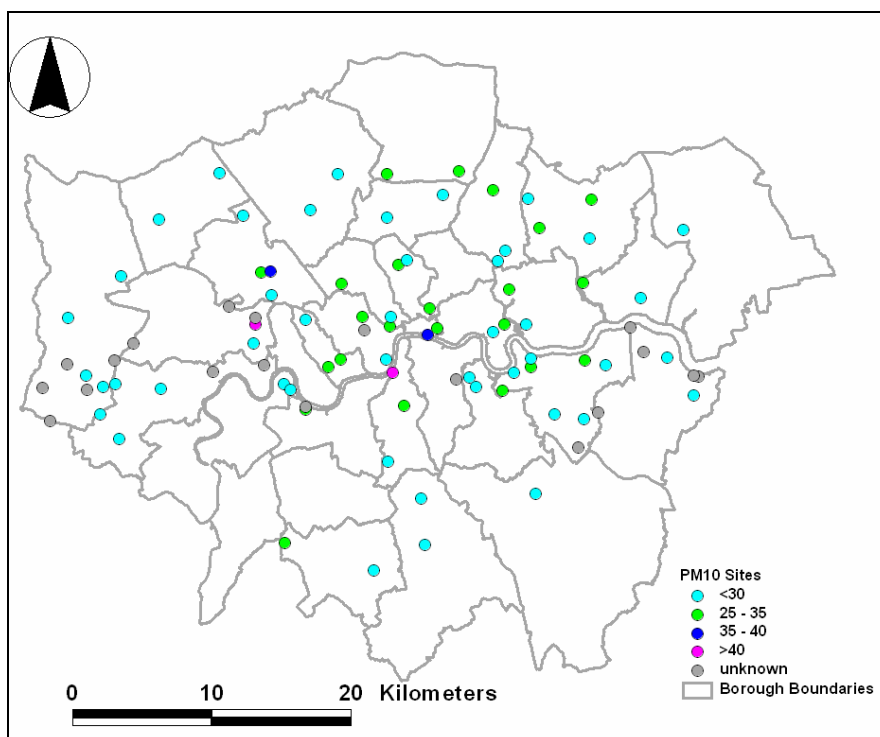 PM10 Sites
<30
25 - 35
35 - 40
>40
unknown
Borough Boundaries
0 10 20 Kilometers